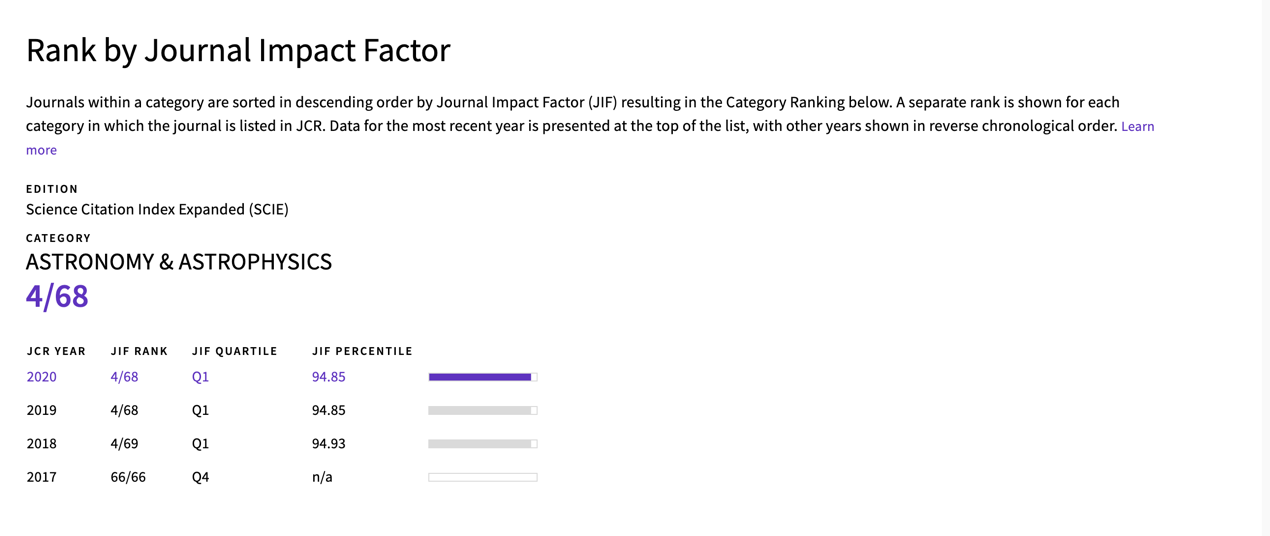 Rank by Journal Impact Factor
Journals within a category are sorted in descending order by Journal Impact Factor (JIF) resulting in the Category Ranking below. A separate rank is shown for each
category in which the journal is listed in JCR. Data for the most recent year is presented at the top of the list, with other years shown in reverse chronological order. Learn
more
EDITION
Science Citation Index Expanded (SCIE)
CATEGORY
ASTRONOMY & ASTROPHYSICS
4/68
JCR YEAR JIF RANK JIF QUARTILE JIF PERCENTILE
2020 4/68 Q1 94.85
2019 4/68 Q1 94.85
2018 4/69 Q1 94.93
2017 66/66 Q4 n/a